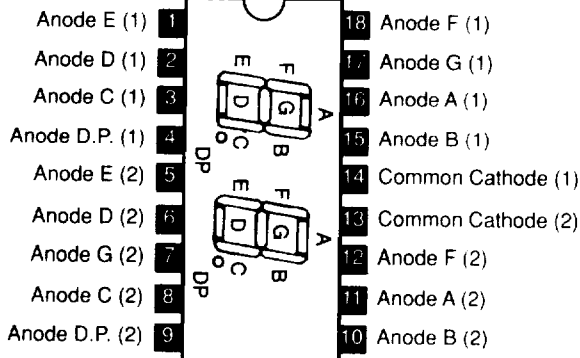 Anode E (1) 1
Anode D (1) 2
Anode C (1) 3
Anode D.P. (1) 4
Anode E (2) 5
Anode D (2) 6
Anode G (2) 7
Anode C (2) 8
Anode D.P. (2) 9
E F
D G A
C B
DP
E F
D G A
C B
DP
18 Anode F (1)
17 Anode G (1)
16 Anode A (1)
15 Anode B (1)
14 Common Cathode (1)
13 Common Cathode (2)
12 Anode F (2)
11 Anode A (2)
10 Anode B (2)